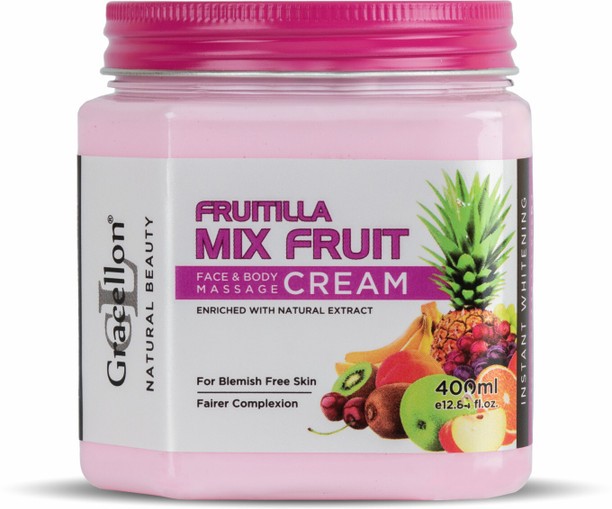 Gracellon®
NATURAL BEAUTY
FRUITILLA
MIX FRUIT
FACE & BODY
MASSAGE CREAM
ENRICHED WITH NATURAL EXTRACT
For Blemish Free Skin
Fairer Complexion
400ml
e12.64 fl.oz.
INSTANT WHITENING